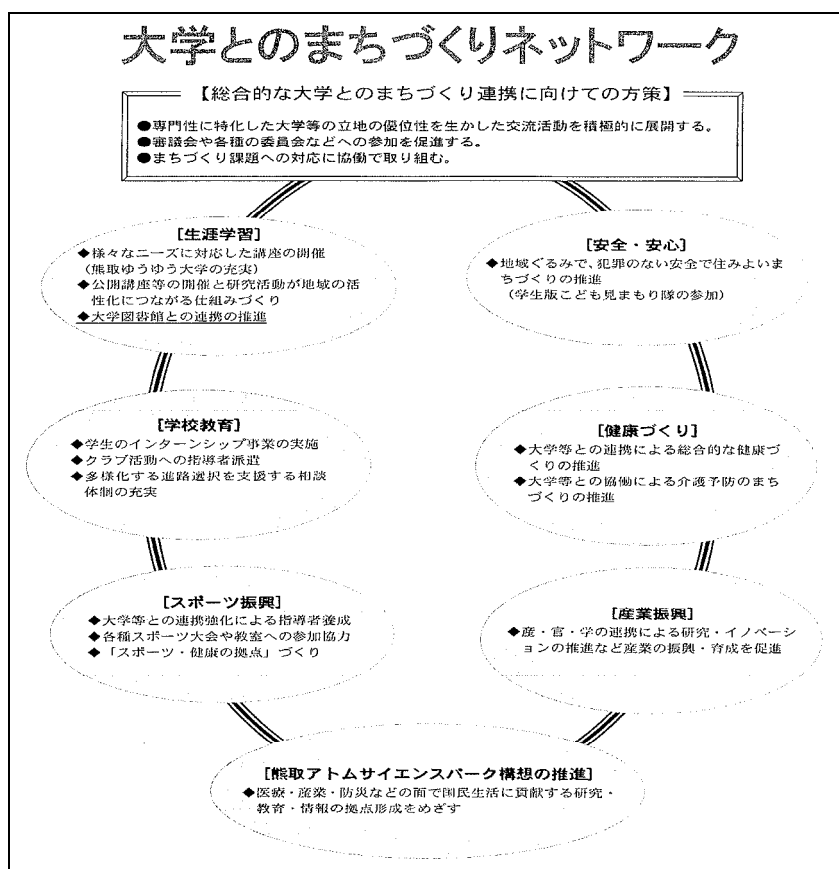 大学とのまちづくりネットワーク
【総合的な大学とのまちづくり連携に向けての方策】
●専門性に特化した大学等の立地の優位性を生かした交流活動を積極的に展開する。
●審議会や各種の委員会などへの参加を促進する。
●まちづくり課題への対応に協働で取り組む。
[生涯学習]
◆様々なニーズに対応した講座の開催
(熊取ゆうゆう大学の充実)
◆公開講座等の開催と研究活動が地域の活
性化につながる仕組みづくり
◆大学図書館との連携の推進
[安全・安心]
◆地域ぐるみで、犯罪のない安全で住みよいま
ちづくりの推進
(学生版こども見まもり隊の参加)
[学校教育]
◆学生のインターンシップ事業の実施
◆クラブ活動への指導者派遣
◆多様化する進路選択を支援する相談
体制の充実
[健康づくり]
◆大学等との連携による総合的な健康づ
くりの推進
◆大学等との協働による介護予防のまち
づくりの推進
[スポーツ振興]
◆大学等との連携強化による指導者養成
◆各種スポーツ大会や教室への参加協力
◆「スポーツ・健康の拠点」づくり
[産業振興]
◆産・官・学の連携による研究・イノベーシ
ョンの推進など産業の振興・育成を促進
[熊取アトムサイエンスパーク構想の推進]
◆医療・産業・防災などの面で国民生活に貢献する研究・
教育・情報の拠点形成をめざす